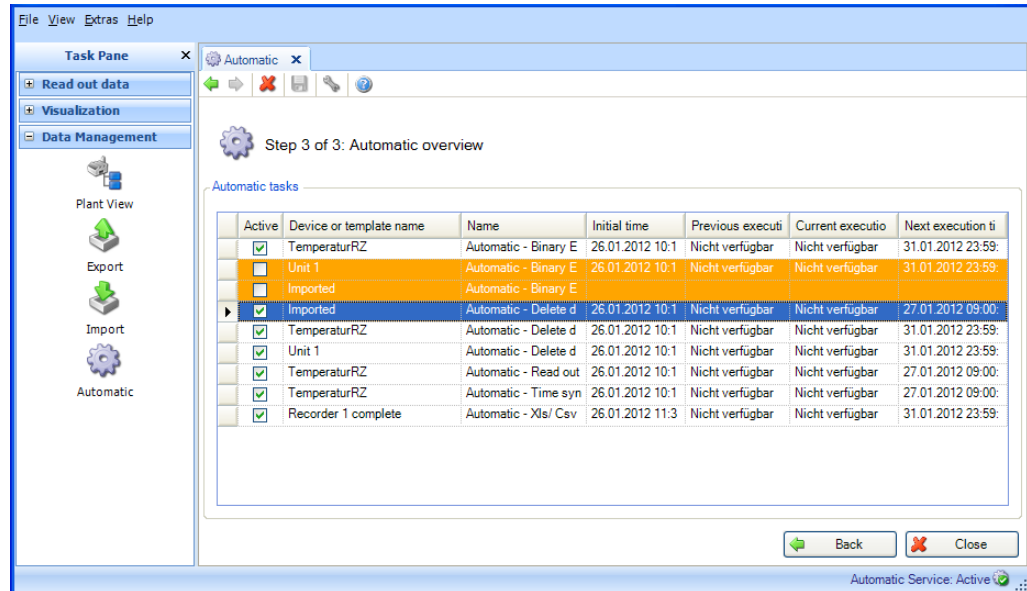 File View Extras Help
Task Pane
Automatic
Read out data
Visualization
Data Management
Plant View
Export
Import
Automatic
Step 3 of 3: Automatic overview
Automatic tasks
Active Device or template name Name Initial time Previous executi Current executio Next execution ti
TemperaturRZ Automatic - Binary E 26.01.2012 10:1 Nicht verfügbar Nicht verfügbar 31.01.2012 23:59:
Unit 1 Automatic - Binary E 26.01.2012 10:1 Nicht verfügbar Nicht verfügbar 31.01.2012 23:59:
Imported Automatic - Binary E
Imported Automatic - Delete d 26.01.2012 10:1 Nicht verfügbar Nicht verfügbar 27.01.2012 09:00:
TemperaturRZ Automatic - Delete d 26.01.2012 10:1 Nicht verfügbar Nicht verfügbar 31.01.2012 23:59:
Unit 1 Automatic - Delete d 26.01.2012 10:1 Nicht verfügbar Nicht verfügbar 31.01.2012 23:59:
TemperaturRZ Automatic - Read out 26.01.2012 10:1 Nicht verfügbar Nicht verfügbar 27.01.2012 09:00:
TemperaturRZ Automatic - Time syn 26.01.2012 10:1 Nicht verfügbar Nicht verfügbar 27.01.2012 09:00:
Recorder 1 complete Automatic - Xls/ Csv 26.01.2012 11:3 Nicht verfügbar Nicht verfügbar 31.01.2012 23:59:
Back Close
Automatic Service: Active